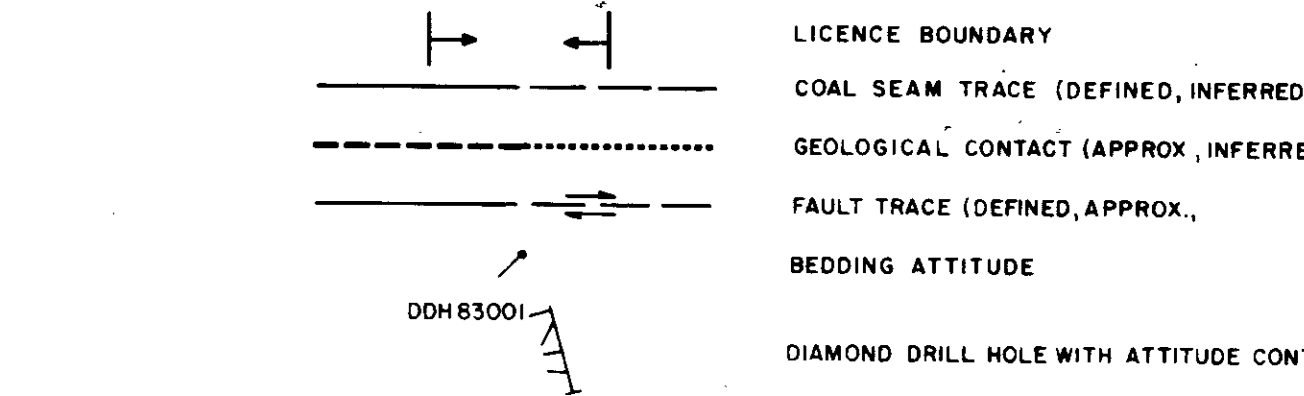 LICENCE BOUNDARY
COAL SEAM TRACE (DEFINED, INFERRED
GEOLOGICAL CONTACT (APPROX , INFERRE
FAULT TRACE (DEFINED, APPROX.,
BEDDING ATTITUDE
DDH 83001
DIAMOND DRILL HOLE WITH ATTITUDE CON